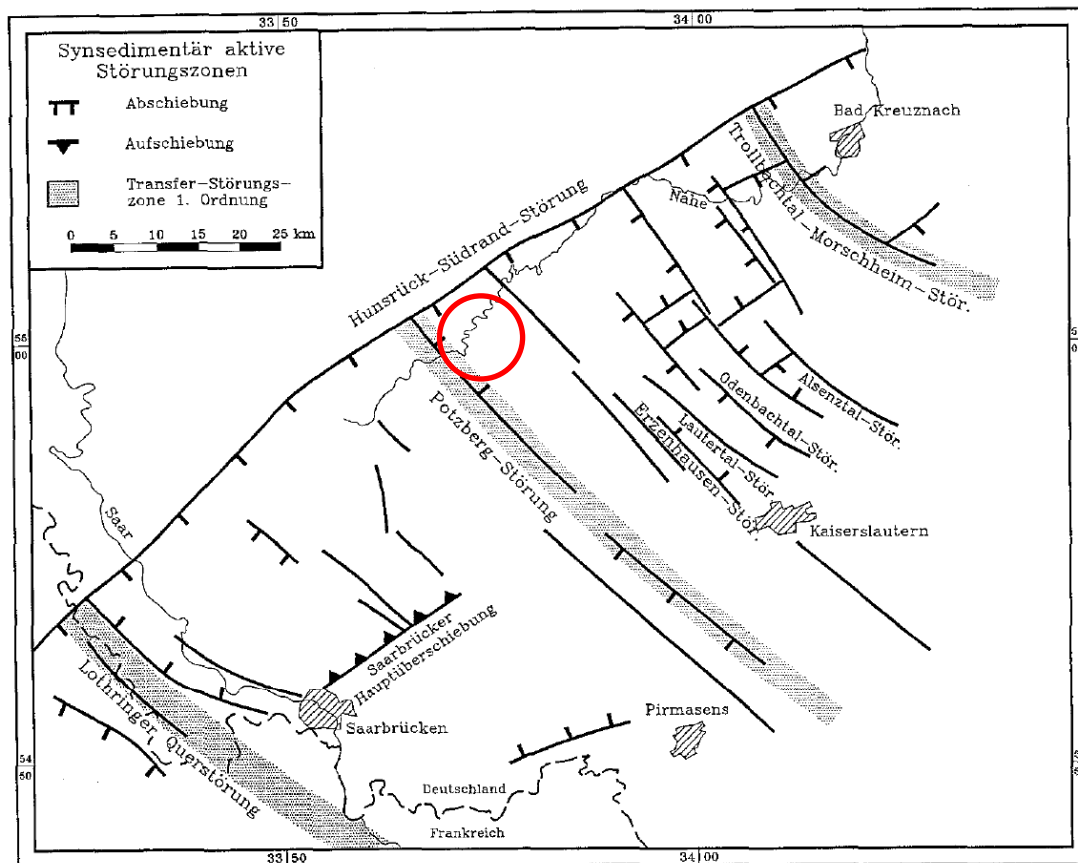 33 50
34 00
Synsedimentär aktive
Störungszonen
Abschiebung
Aufschiebung
Transfer-Störungs-
zone 1. Ordnung
0 5 10 15 20 25 km
Bad Kreuznach
Trollbachtal-Morschheim-Stör.
Nahe
Hunsrück-Südrand-Störung
55
00
Alsenztal-Stör.
Odenbachtal-Stör.
Lautertal-Stör
Erzenhausen-Stör.
Potzberg-Störung
Kaiserslautern
Saar
Saarbrücker
Hauptüberschiebung
Lothringer Querstörung
Saarbrücken
Pirmasens
54
50
Deutschland
Frankreich
33 50
34 00